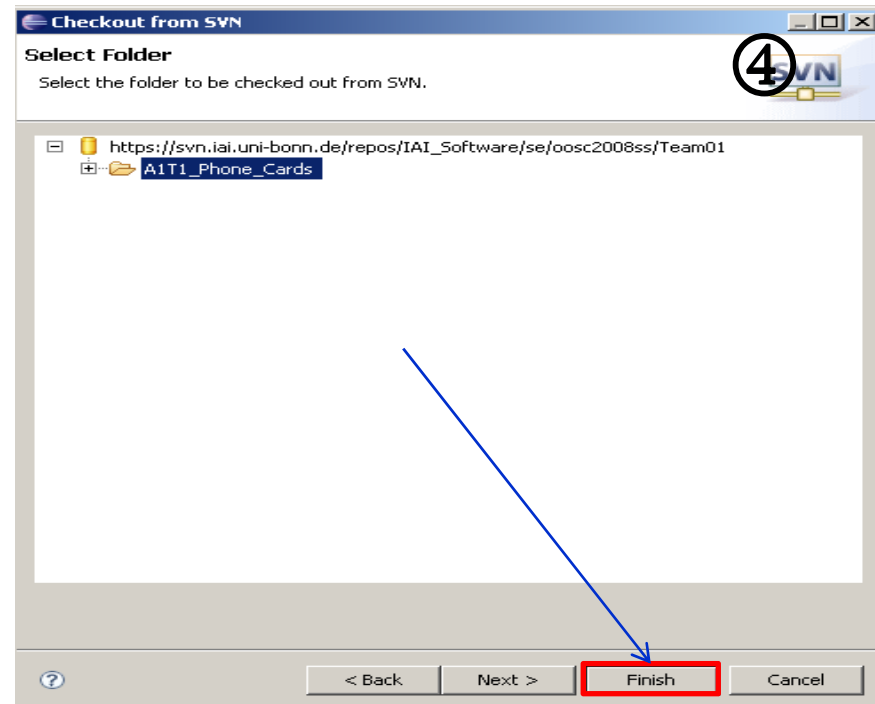 Checkout from SVN
Select Folder
④
Select the folder to be checked out from SVN.
SVN
https://svn.iai.uni-bonn.de/repos/IAI_Software/se/oosc2008ss/Team01
A1T1_Phone_Cards
?
< Back Next > Finish Cancel